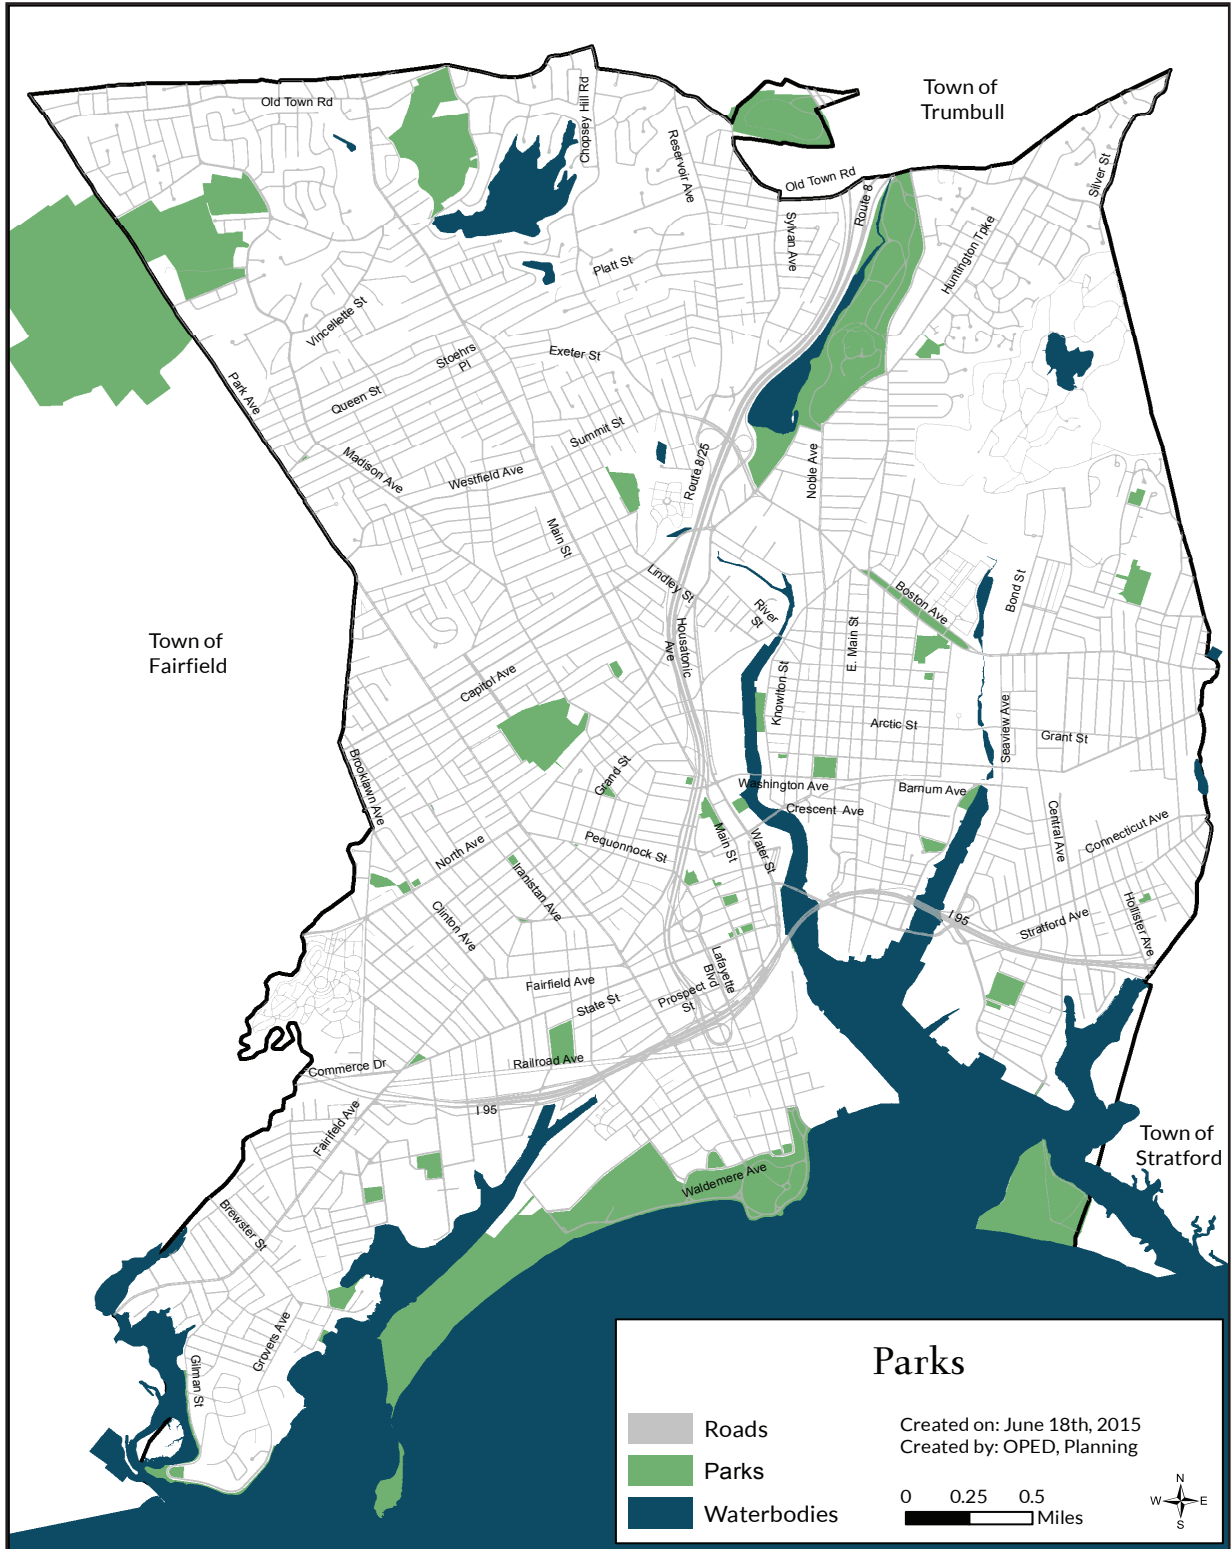 Town of
Trumbull
Old Town Rd
Chopsey Hill Rd
Reservoir Ave
Old Town Rd
Silver St
Route 8
Sylvan Ave
Huntington Tpke
Platt St
Vincellette St
Stoehrs
Pl
Exeter St
Park Ave
Queen St
Summit St
Madison Ave
Westfield Ave
Route 8/25
Noble Ave
Main St
Lindley St
River
St
Boston Ave
Bond St
Town of
Fairfield
Housatonic
Ave
E. Main St
Capitol Ave
Knowlton St
Arctic St
Seaview Ave
Grant St
Brooklawn Ave
Grand St
Washington Ave
Barnum Ave
Crescent Ave
Central Ave
Connecticut Ave
North Ave
Pequonnock St
Main St
Water St
Iranistan Ave
Clinton Ave
I 95
Stratford Ave
Hollister Ave
Fairfield Ave
State St
Prospect
St
Lafayette
Blvd
Commerce Dr
Railroad Ave
I 95
Fairifeld Ave
Town of
Stratford
Waldemere Ave
Brewster St
Grovers Ave
Gilman St
Parks
Roads
Parks
Waterbodies
Created on: June 18th, 2015
Created by: OPED, Planning
0 0.25 0.5
Miles
N
W E
S